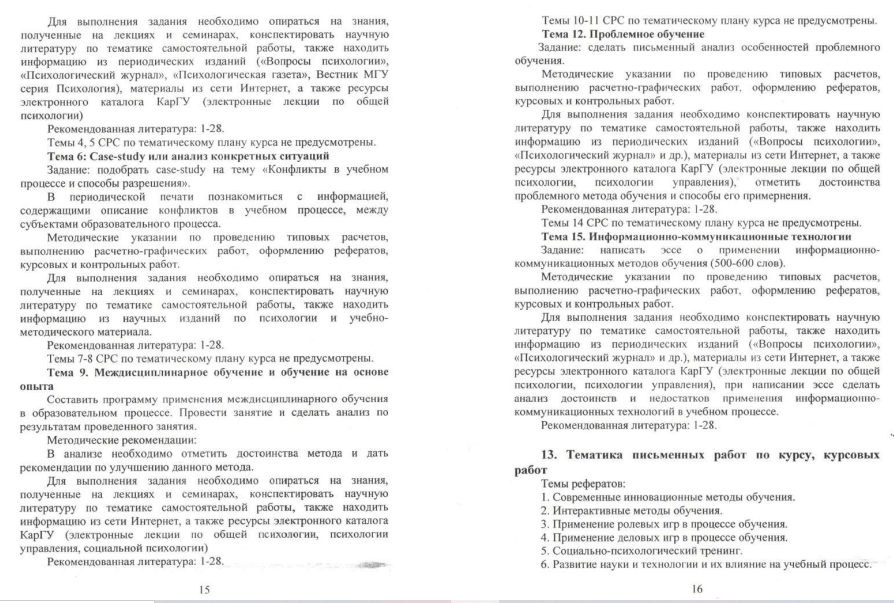 Для выполнения задания необходимо опираться на знания,
полученные на лекциях и семинарах, конспектировать научную
литературу по тематике самостоятельной работы, также находить
информацию из периодических изданий («Вопросы психологии»,
«Психологический журнал», «Психологическая газета», Вестник МГУ
серия Психология), материалы из сети Интернет, а также ресурсы
электронного каталога КарГУ (электронные лекции по общей
психологии)
Рекомендованная литература: 1-28.
Темы 4, 5 СРС по тематическому плану курса не предусмотрены.
Тема 6: Case-study или анализ конкретных ситуаций
Задание: подобрать case-study на тему «Конфликты в учебном
процессе и способы разрешения».
В периодической печати познакомиться с информацией,
содержащими описание конфликтов в учебном процессе, между
субъектами образовательного процесса.
Методические указании по проведению типовых расчетов,
выполнению расчетно-графических работ, оформлению рефератов,
курсовых и контрольных работ.
Для выполнения задания необходимо опираться на знания,
полученные на лекциях и семинарах, конспектировать научную
литературу по тематике самостоятельной работы, также находить
информацию из научных изданий по психологии и учебно-
методического материала.
Рекомендованная литература: 1-28.
Темы 7-8 СРС по тематическому плану курса не предусмотрены.
Тема 9. Междисциплинарное обучение и обучение на основе
опыта
Составить программу применения междисциплинарного обучения
в образовательном процессе. Провести занятие и сделать анализ по
результатам проведенного занятия.
Методические рекомендации:
В анализе необходимо отметить достоинства метода и дать
рекомендации по улучшению данного метода.
Для выполнения задания необходимо опираться на знания,
полученные на лекциях и семинарах, конспектировать научную
литературу по тематике самостоятельной работы, также находить
информацию из сети Интернет, а также ресурсы электронного каталога
КарГУ (электронные лекции по общей психологии, психологии
управления, социальной психологии)
Рекомендованная литература: 1-28.
15
Темы 10-11 СРС по тематическому плану курса не предусмотрены.
Тема 12. Проблемное обучение
Задание: сделать письменный анализ особенностей проблемного
обучения.
Методические указании по проведению типовых расчетов,
выполнению расчетно-графических работ, оформлению рефератов,
курсовых и контрольных работ.
Для выполнения задания необходимо конспектировать научную
литературу по тематике самостоятельной работы, также находить
информацию из периодических изданий («Вопросы психологии»,
«Психологический журнал» и др.), материалы из сети Интернет, а также
ресурсы электронного каталога КарГУ (электронные лекции по общей
психологии, психологии управления), отметить достоинства
проблемного метода обучения и способы его примернения.
Рекомендованная литература: 1-28.
Темы 14 СРС по тематическому плану курса не предусмотрены.
Тема 15. Информационно-коммуникационные технологии
Задание: написать эссе о применении информационно-
коммуникационных методов обучения (500-600 слов).
Методические указании по проведению типовых расчетов,
выполнению расчетно-графических работ, оформлению рефератов,
курсовых и контрольных работ.
Для выполнения задания необходимо конспектировать научную
литературу по тематике самостоятельной работы, также находить
информацию из периодических изданий («Вопросы психологии»,
«Психологический журнал» и др.), материалы из сети Интернет, а также
ресурсы электронного каталога КарГУ (электронные лекции по общей
психологии, психологии управления), при написании эссе сделать
анализ достоинств и недостатков применения информационно-
коммуникационных технологий в учебном процессе.
Рекомендованная литература: 1-28.
13. Тематика письменных работ по курсу, курсовых
работ
Темы рефератов:
1. Современные инновационные методы обучения.
2. Интерактивные методы обучения.
3. Применение ролевых игр в процессе обучения.
4. Применение деловых игр в процессе обучения.
5. Социально-психологический тренинг.
6. Развитие науки и технологии и их влияние на учебный процесс.
16